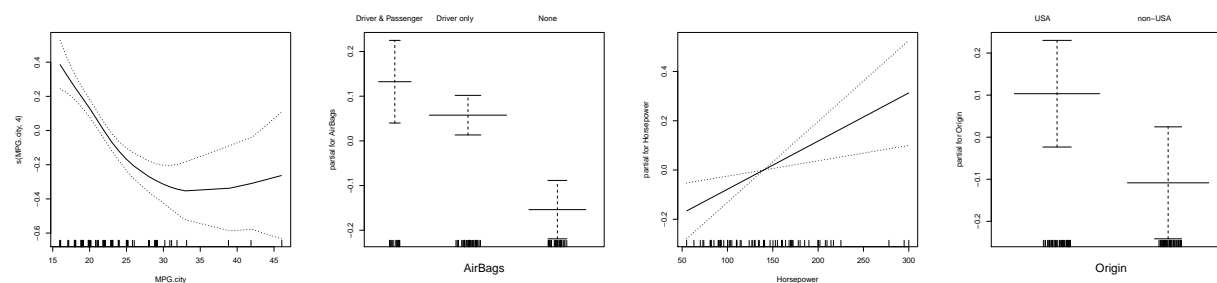 Driver & Passenger Driver only None
USA non−USA
s(MPG.city, 4)
0.4
0.2
0.0
−0.2
−0.4
−0.6
15 20 25 30 35 40 45
MPG.city
partial for AirBags
0.2
0.1
0.0
−0.1
−0.2
AirBags
partial for Horsepower
0.4
0.2
0.0
−0.2
50 100 150 200 250 300
Horsepower
partial for Origin
0.2
0.1
0.0
−0.1
−0.2
Origin